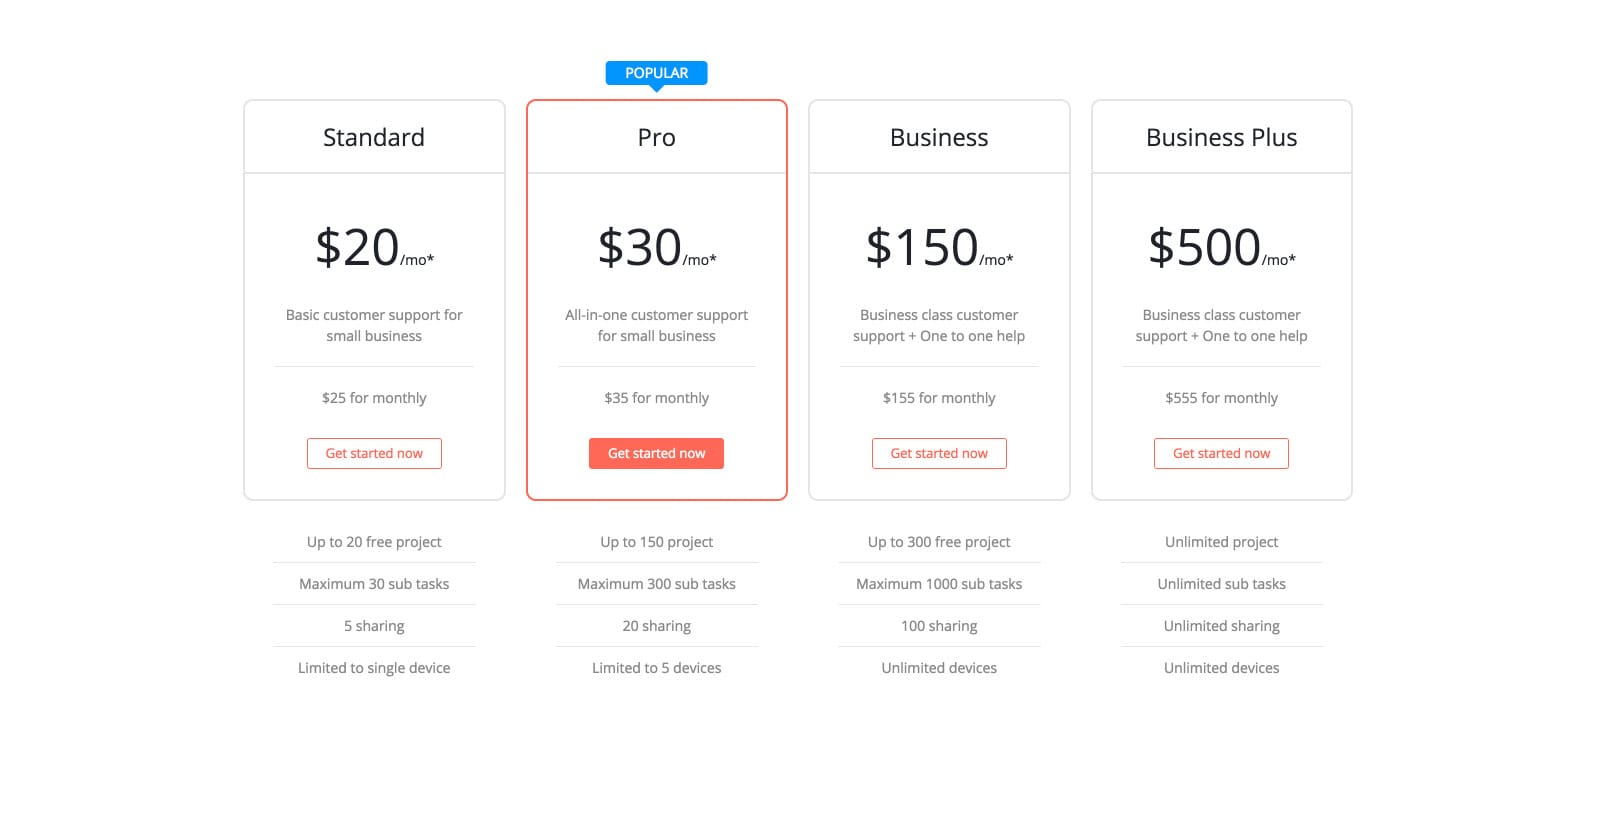 POPULAR
Standard
$20/mo*
Basic customer support for
small business
$25 for monthly
Get started now
Up to 20 free project
Maximum 30 sub tasks
5 sharing
Limited to single device
Pro
$30/mo*
All-in-one customer support
for small business
$35 for monthly
Get started now
Up to 150 project
Maximum 300 sub tasks
20 sharing
Limited to 5 devices
Business
$150/mo*
Business class customer
support + One to one help
$155 for monthly
Get started now
Up to 300 free project
Maximum 1000 sub tasks
100 sharing
Unlimited devices
Business Plus
$500/mo*
Business class customer
support + One to one help
$555 for monthly
Get started now
Unlimited project
Unlimited sub tasks
Unlimited sharing
Unlimited devices